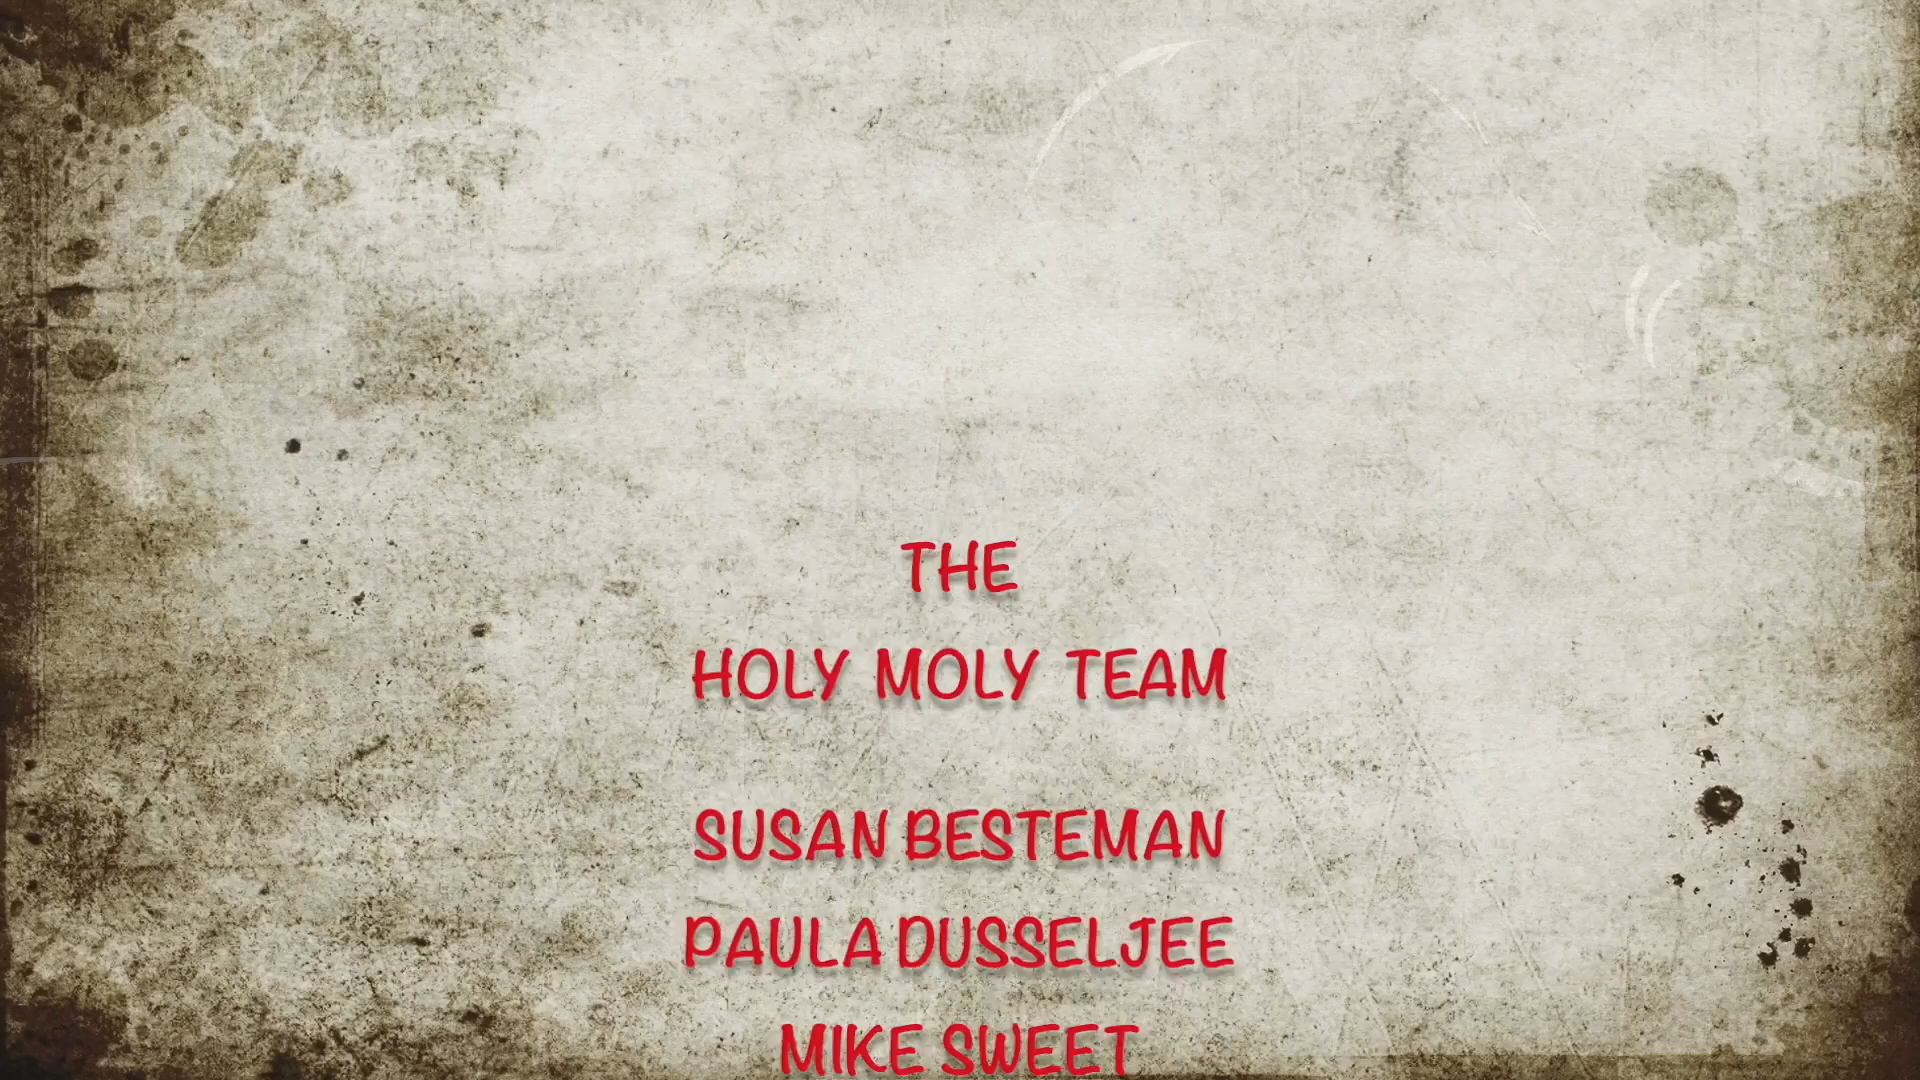 THE
HOLY MOLY TEAM
SUSAN BESTEMAN
PAULA DUSSELJEE
MIKE SWEET